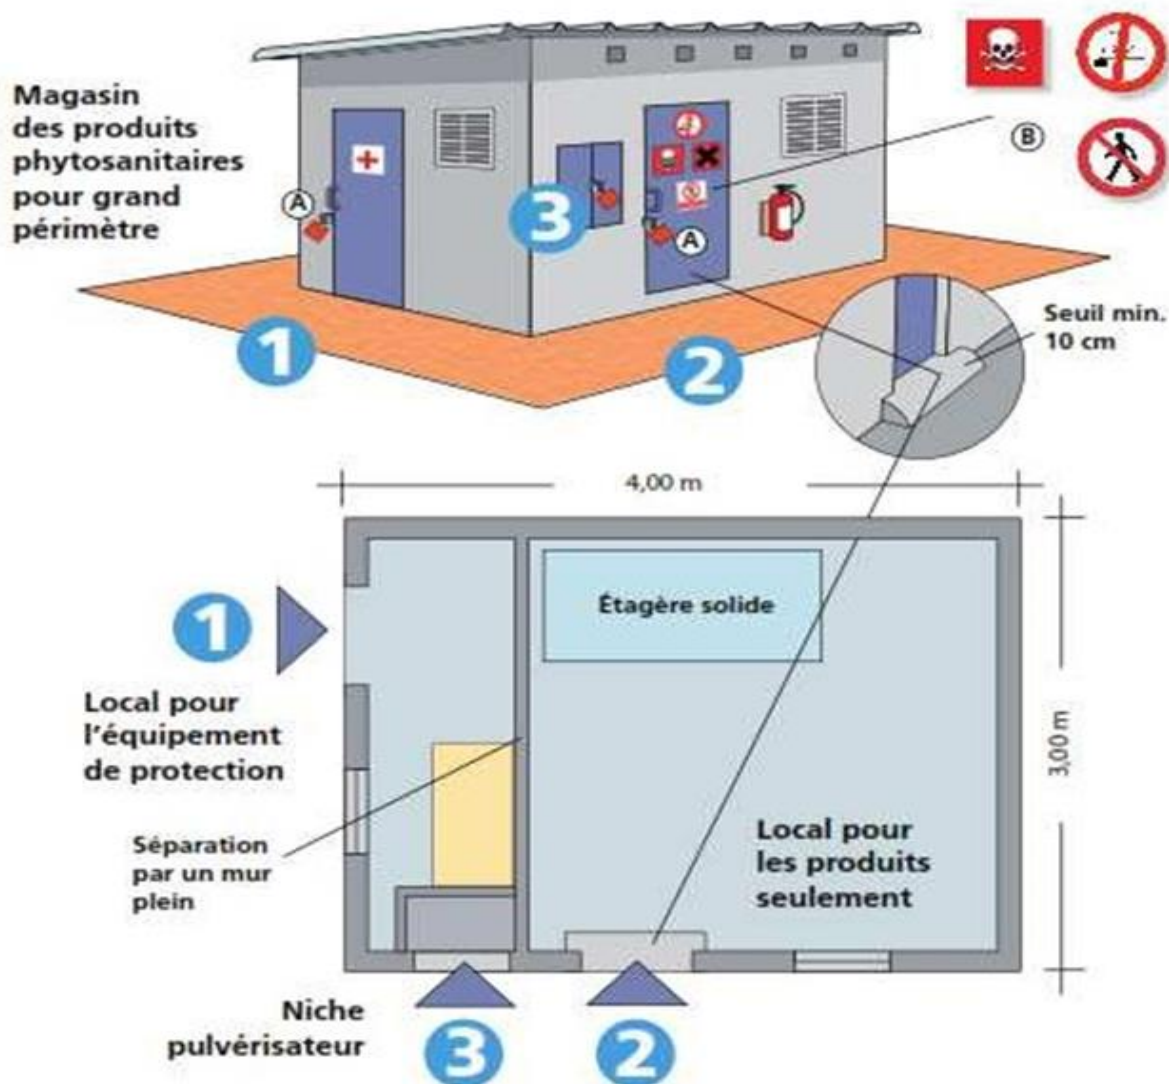 Magasin
des produits
phytosanitaires
pour grand
périmètre
A
B
3
A
1
2
Seuil min.
10 cm
4,00 m
Étagère solide
1
Local pour
l'équipement
de protection
3,00 m
Séparation
par un mur
plein
Local pour
les produits
seulement
Niche
pulvérisateur
3
2